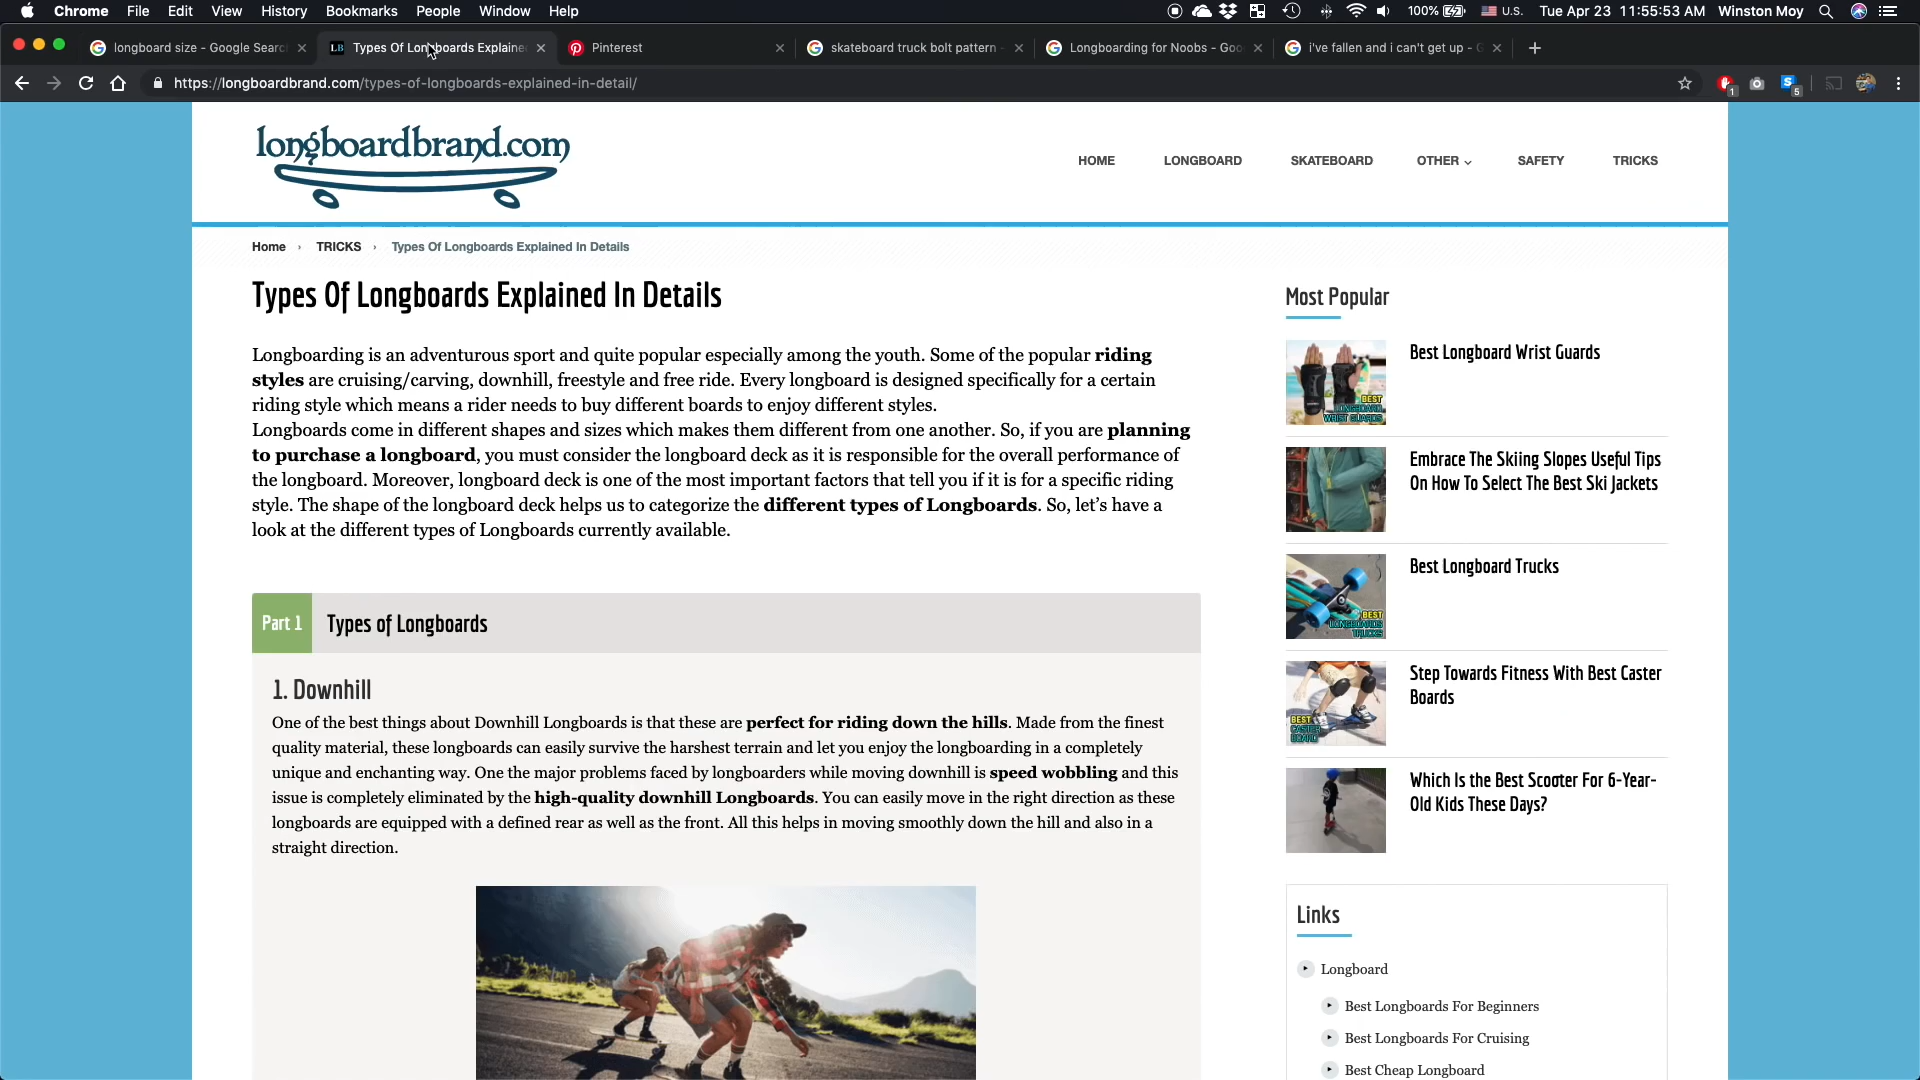 Chrome File Edit View History Bookmarks People Window Help 100% U.S. Tue Apr 23 11:55:53 AM Winston Moy
longboard size - Google Searc
LB Types Of Longboards Explaine
Pinterest
skateboard truck bolt pattern -
Longboarding for Noobs - Goo
i've fallen and i can't get up - G
https://longboardbrand.com/types-of-longboards-explained-in-detail/
1
5
longboardbrand.com
HOME LONGBOARD SKATEBOARD OTHER SAFETY TRICKS
Home › TRICKS › Types Of Longboards Explained In Details
Types Of Longboards Explained In Details
Longboarding is an adventurous sport and quite popular especially among the youth. Some of the popular riding
styles are cruising/carving, downhill, freestyle and free ride. Every longboard is designed specifically for a certain
riding style which means a rider needs to buy different boards to enjoy different styles.
Longboards come in different shapes and sizes which makes them different from one another. So, if you are planning
to purchase a longboard, you must consider the longboard deck as it is responsible for the overall performance of
the longboard. Moreover, longboard deck is one of the most important factors that tell you if it is for a specific riding
style. The shape of the longboard deck helps us to categorize the different types of Longboards. So, let's have a
look at the different types of Longboards currently available.
Part 1 Types of Longboards
1. Downhill
One of the best things about Downhill Longboards is that these are perfect for riding down the hills. Made from the finest
quality material, these longboards can easily survive the harshest terrain and let you enjoy the longboarding in a completely
unique and enchanting way. One the major problems faced by longboarders while moving downhill is speed wobbling and this
issue is completely eliminated by the high-quality downhill Longboards. You can easily move in the right direction as these
longboards are equipped with a defined rear as well as the front. All this helps in moving smoothly down the hill and also in a
straight direction.
Most Popular
BEST
LONGBOARD
WRIST GUARDS
Best Longboard Wrist Guards
Embrace The Skiing Slopes Useful Tips
On How To Select The Best Ski Jackets
BEST
LONGBOARDS
TRUCKS
Best Longboard Trucks
BEST
CASTER
BOARD
Step Towards Fitness With Best Caster
Boards
Which Is the Best Scooter For 6-Year-
Old Kids These Days?
Links
Longboard
Best Longboards For Beginners
Best Longboards For Cruising
Best Cheap Longboard